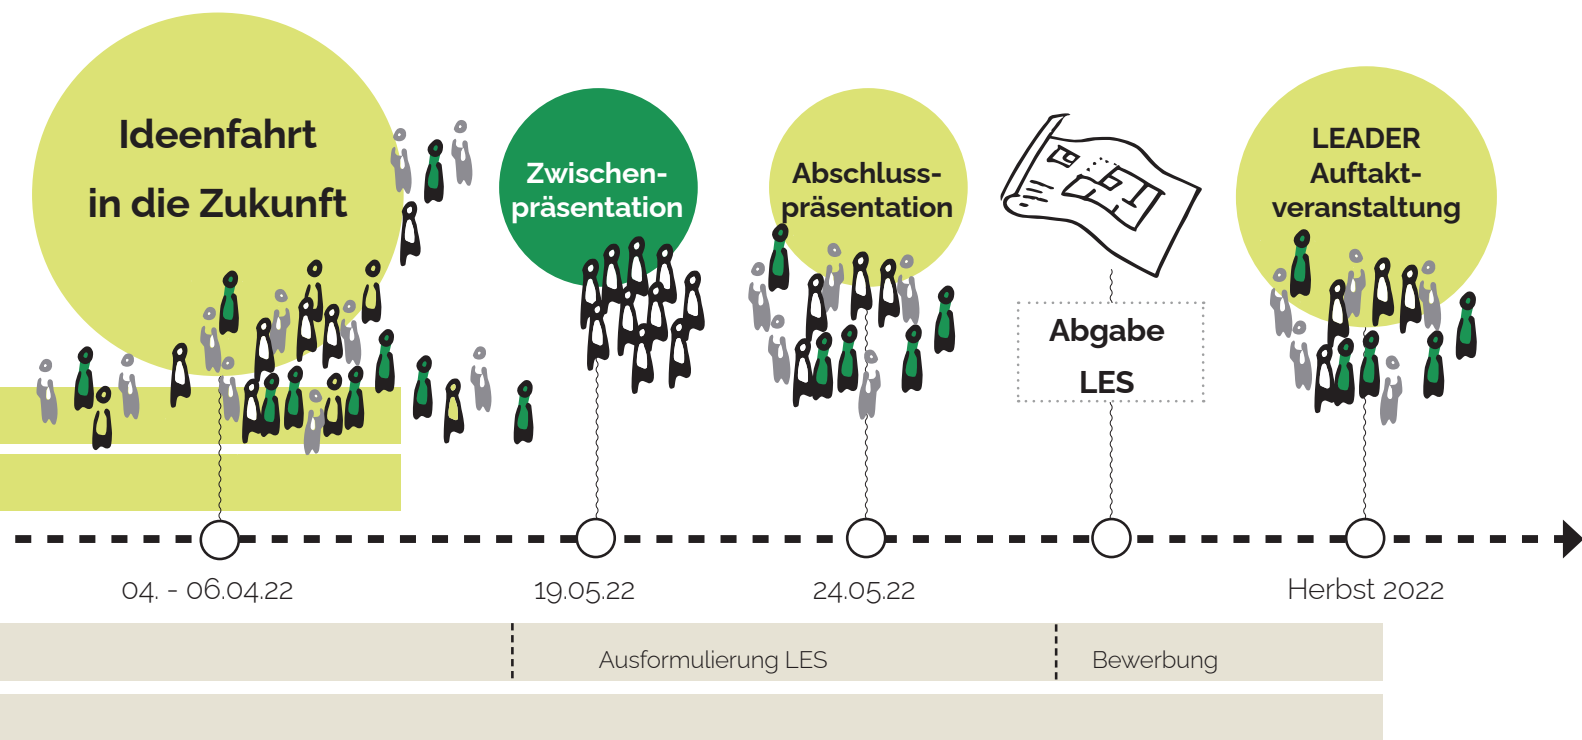 Ideenfahrt
in die Zukunft
Zwischen-
präsentation
Abschluss-
präsentation
LEADER
Auftakt-
veranstaltung
Abgabe
LES
04. - 06.04.22
19.05.22
24.05.22
Herbst 2022
Ausformulierung LES
Bewerbung